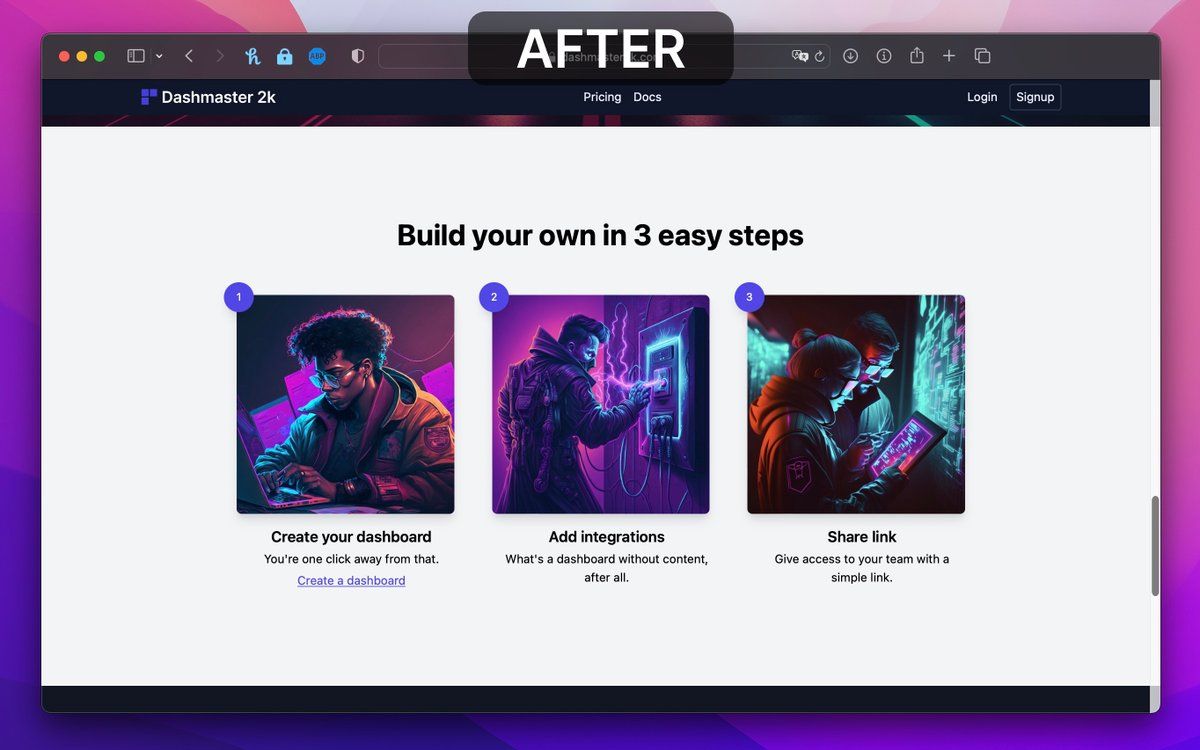 AFTER
dashmaster2k.com
Dashmaster 2k
Pricing Docs
Login Signup
Build your own in 3 easy steps
1
2
3
Create your dashboard
You're one click away from that.
Create a dashboard
Add integrations
What's a dashboard without content,
after all.
Share link
Give access to your team with a
simple link.